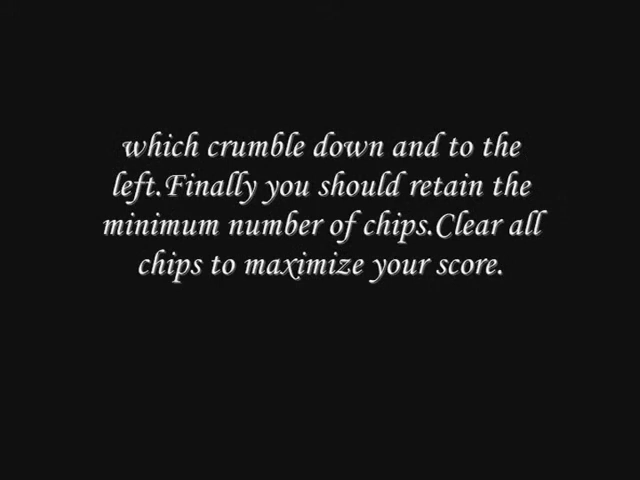 which crumble down and to the
left.Finally you should retain the
minimum number of chips.Clear all
chips to maximize your score.